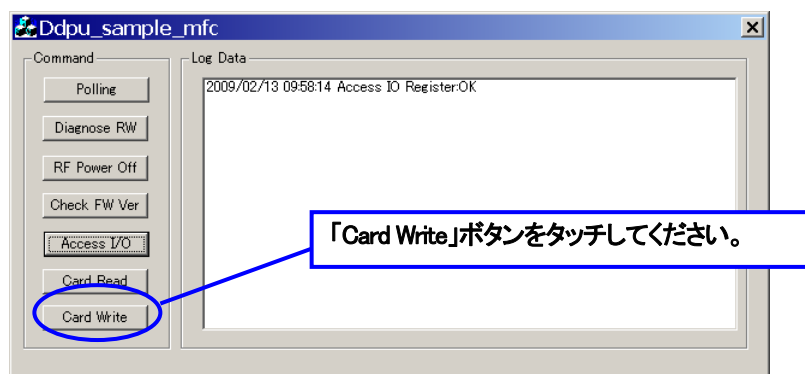 Ddpu_sample_mfc
Command
Log Data
Polling
2009/02/13 09:58:14 Access IO Register:OK
Diagnose RW
RF Power Off
Check FW Ver
「Card Write」ボタンをタッチしてください。
Access I/O
Card Read
Card Write